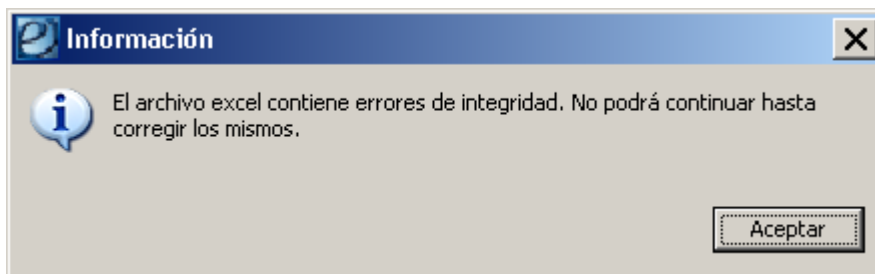 Información
El archivo excel contiene errores de integridad. No podrá continuar hasta
corregir los mismos.
Aceptar